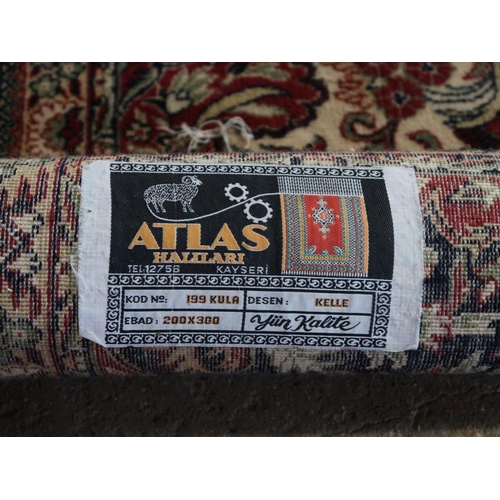 ATLAS
HALILARI
TEL.12756 KAYSERİ
KOD Nº: 199 KULA DESEN: KELLE
EBAD: 200X300 Yün Kalite